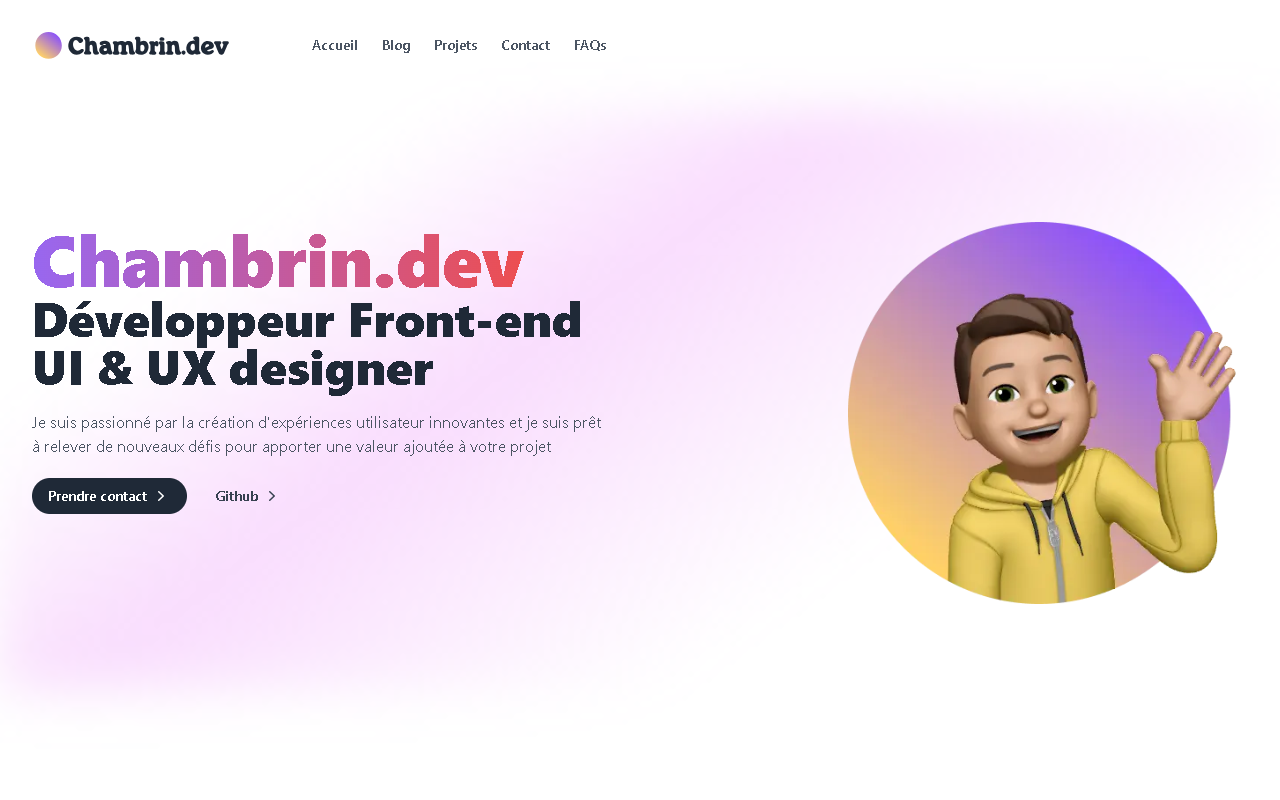 Chambrin.dev
Accueil
Blog
Projets
Contact
FAQs
Chambrin.dev
Développeur Front-end
UI & UX designer
Je suis passionné par la création d'expériences utilisateur innovantes et je suis prêt
à relever de nouveaux défis pour apporter une valeur ajoutée à votre projet
Prendre contact
Github